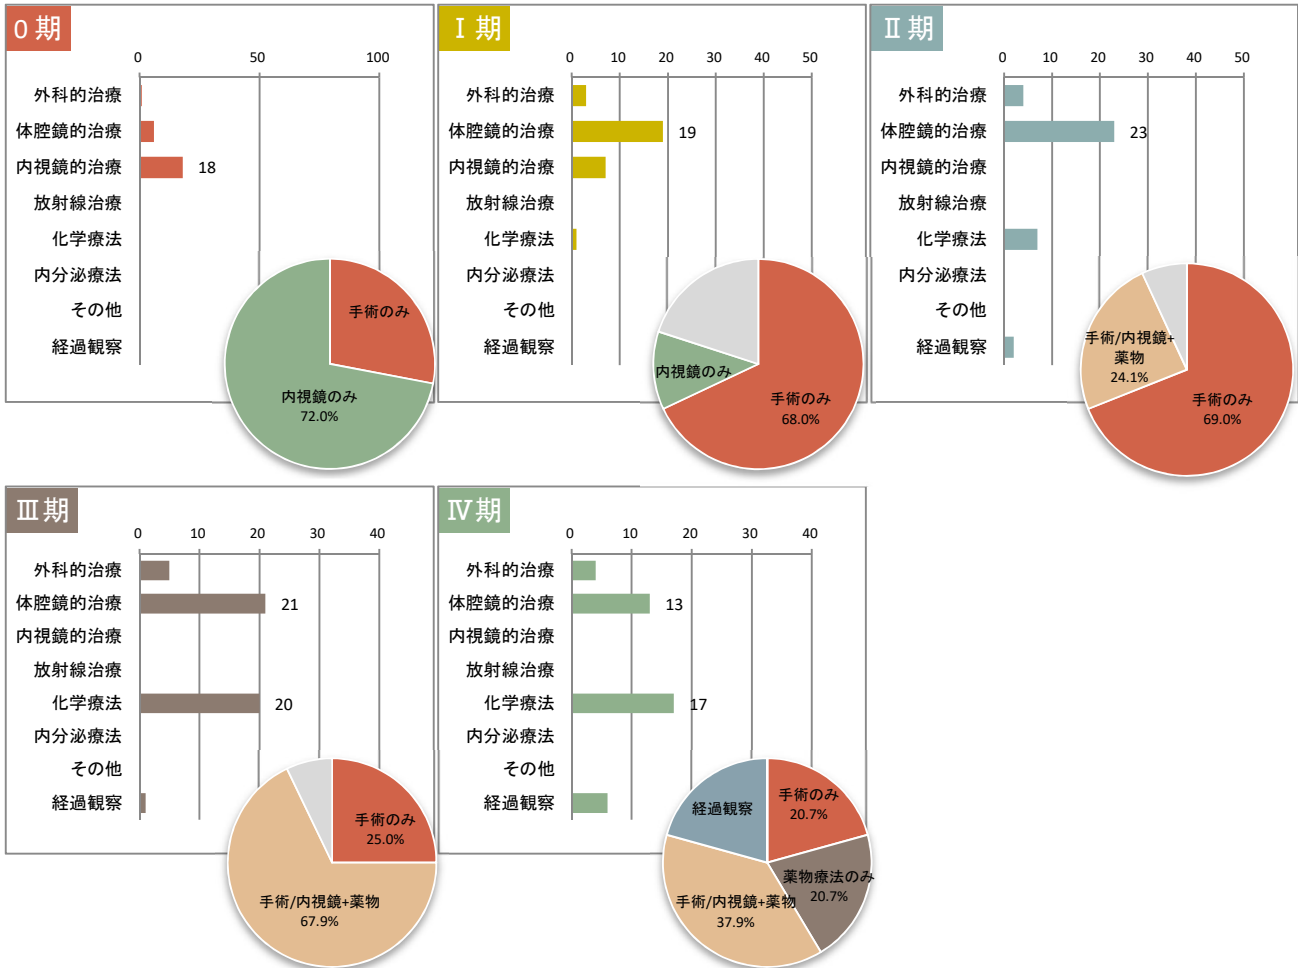 0 期
0 50 100
外科的治療
体腔鏡的治療
内視鏡的治療 18
放射線治療
化学療法
内分泌療法
その他
経過観察
手術のみ
内視鏡のみ
72.0%
Ⅰ 期
0 10 20 30 40 50
外科的治療
体腔鏡的治療 19
内視鏡的治療
放射線治療
化学療法
内分泌療法
その他
経過観察
内視鏡のみ
手術のみ
68.0%
Ⅱ 期
0 10 20 30 40 50
外科的治療
体腔鏡的治療 23
内視鏡的治療
放射線治療
化学療法
内分泌療法
その他
経過観察
手術/内視鏡+
薬物
24.1%
手術のみ
69.0%
Ⅲ 期
0 10 20 30 40
外科的治療
体腔鏡的治療 21
内視鏡的治療
放射線治療
化学療法 20
内分泌療法
その他
経過観察
手術のみ
25.0%
手術/内視鏡+薬物
67.9%
Ⅳ 期
0 10 20 30 40
外科的治療
体腔鏡的治療 13
内視鏡的治療
放射線治療
化学療法 17
内分泌療法
その他
経過観察
経過観察
手術のみ
20.7%
薬物療法のみ
20.7%
手術/内視鏡+薬物
37.9%